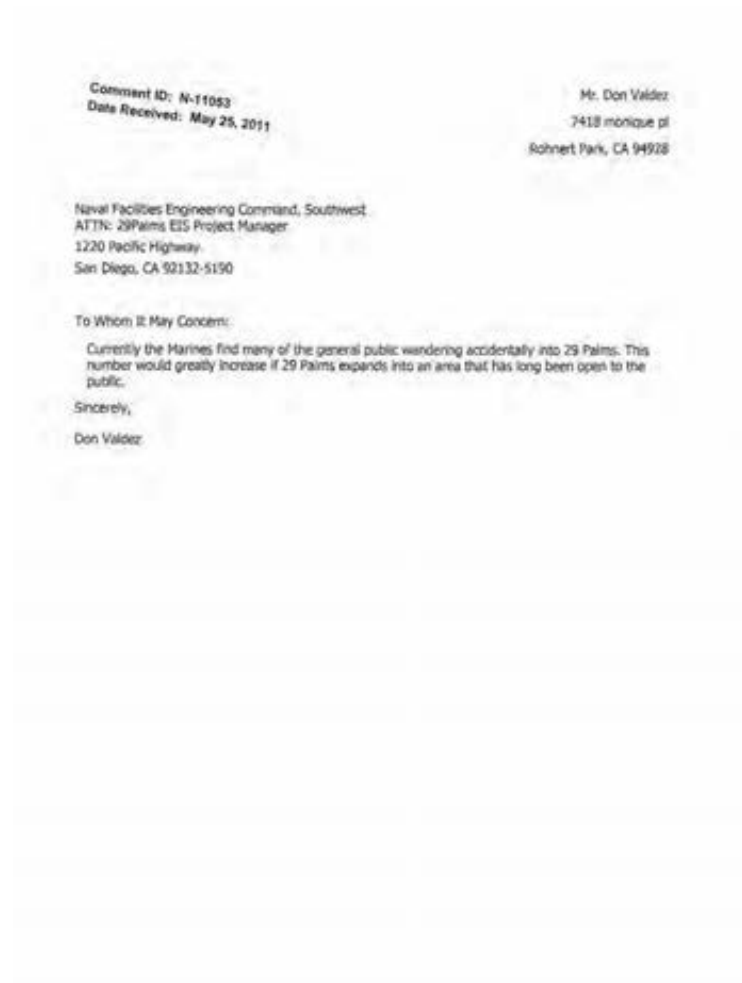 Comment ID: N-11053
Date Received: May 25, 2011
Mr. Don Valdez
7418 monique pl
Rohnert Park, CA 94928
Naval Facilities Engineering Command, Southwest
ATTN: 29Palms EIS Project Manager
1220 Pacific Highway
San Diego, CA 92132-5190
To Whom It May Concern:
Currently the Marines find many of the general public wandering accidentally into 29 Palms. This
number would greatly increase if 29 Palms expands into an area that has long been open to the
public.
Sincerely,
Don Valdez